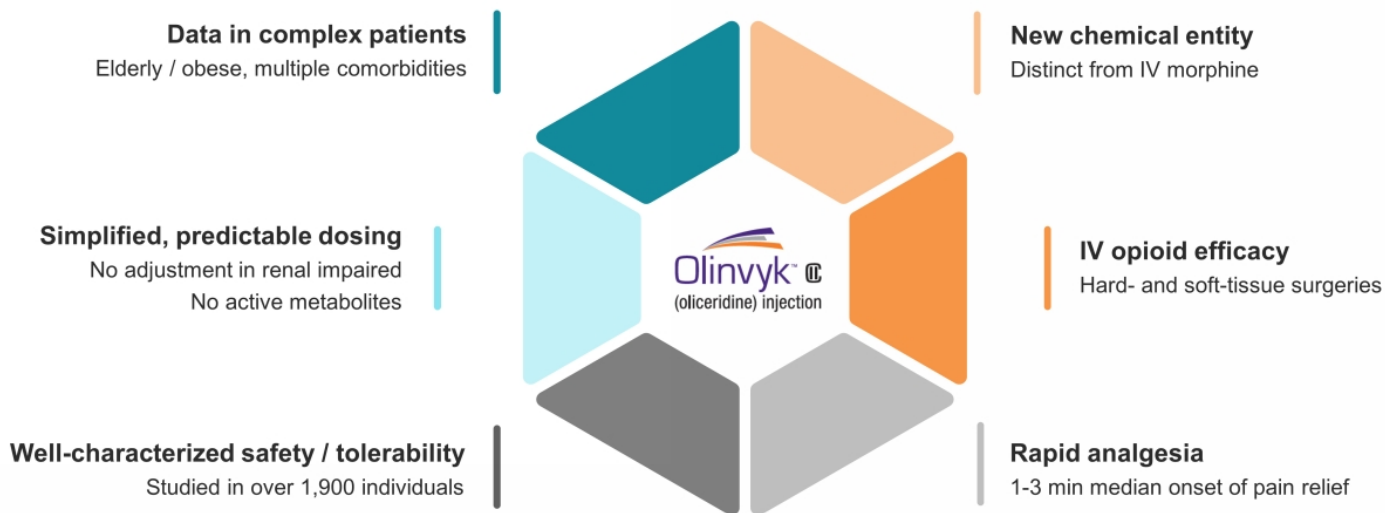 Data in complex patients
Elderly / obese, multiple comorbidities
New chemical entity
Distinct from IV morphine
Simplified, predictable dosing
No adjustment in renal impaired
No active metabolites
Olinvyk™ CII
(oliceridine) injection
IV opioid efficacy
Hard- and soft-tissue surgeries
Well-characterized safety / tolerability
Studied in over 1,900 individuals
Rapid analgesia
1-3 min median onset of pain relief